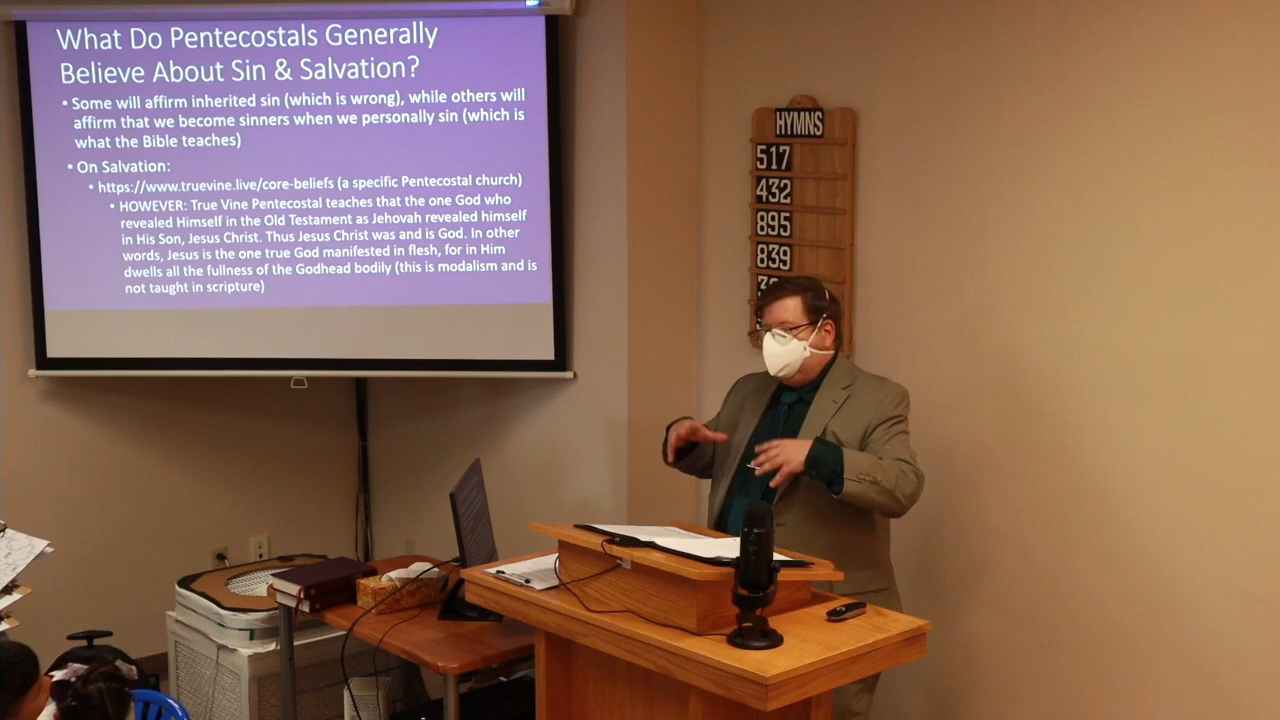 What Do Pentecostals Generally
Believe About Sin & Salvation?
• Some will affirm inherited sin (which is wrong), while others will
affirm that we become sinners when we personally sin (which is
what the Bible teaches)
• On Salvation:
• https://www.truevine.live/core-beliefs (a specific Pentecostal church)
• HOWEVER: True Vine Pentecostal teaches that the one God who
revealed Himself in the Old Testament as Jehovah revealed himself
in His Son, Jesus Christ. Thus Jesus Christ was and is God. In other
words, Jesus is the one true God manifested in flesh, for in Him
dwells all the fullness of the Godhead bodily (this is modalism and is
not taught in scripture)
HYMNS
517
432
895
839